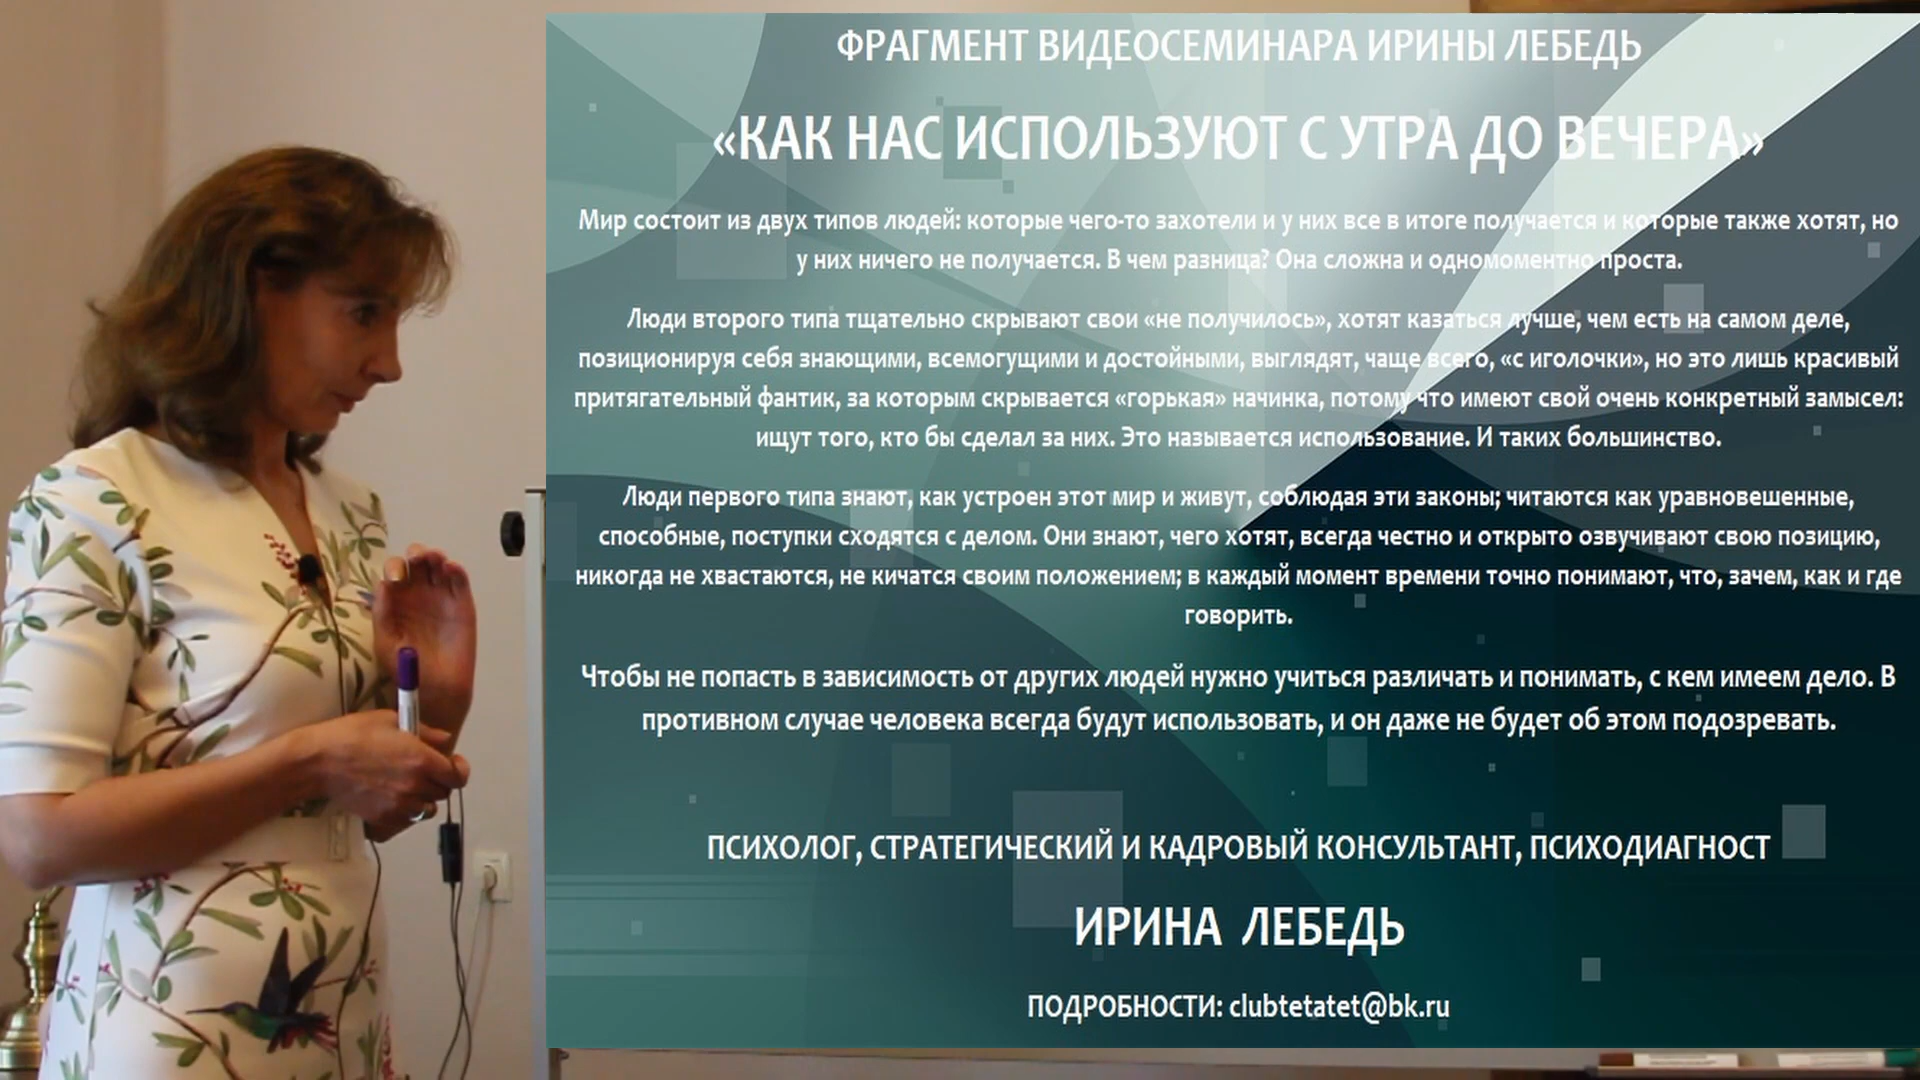 ФРАГМЕНТ ВИДЕОСЕМИНАРА ИРИНЫ ЛЕБЕДЬ
«КАК НАС ИСПОЛЬЗУЮТ С УТРА ДО ВЕЧЕРА»
Мир состоит из двух типов людей: которые чего-то захотели и у них все в итоге получается и которые также хотят, но
у них ничего не получается. В чем разница? Она сложна и одномоментно проста.
Люди второго типа тщательно скрывают свои «не получилось», хотят казаться лучше, чем есть на самом деле,
позиционируя себя знающими, всемогущими и достойными, выглядят, чаще всего, «с иголочки», но это лишь красивый
притягательный фантик, за которым скрывается «горькая» начинка, потому что имеют свой очень конкретный замысел:
ищут того, кто бы сделал за них. Это называется использование. И таких большинство.
Люди первого типа знают, как устроен этот мир и живут, соблюдая эти законы; читаются как уравновешенные,
способные, поступки сходятся с делом. Они знают, чего хотят, всегда честно и открыто озвучивают свою позицию,
никогда не хвастаются, не кичатся своим положением; в каждый момент времени точно понимают, что, зачем, как и где
говорить.
Чтобы не попасть в зависимость от других людей нужно учиться различать и понимать, с кем имеем дело. В
противном случае человека всегда будут использовать, и он даже не будет об этом подозревать.
ПСИХОЛОГ, СТРАТЕГИЧЕСКИЙ И КАДРОВЫЙ КОНСУЛЬТАНТ, ПСИХОДИАГНОСТ
ИРИНА ЛЕБЕДЬ
ПОДРОБНОСТИ: clubtetatet@bk.ru